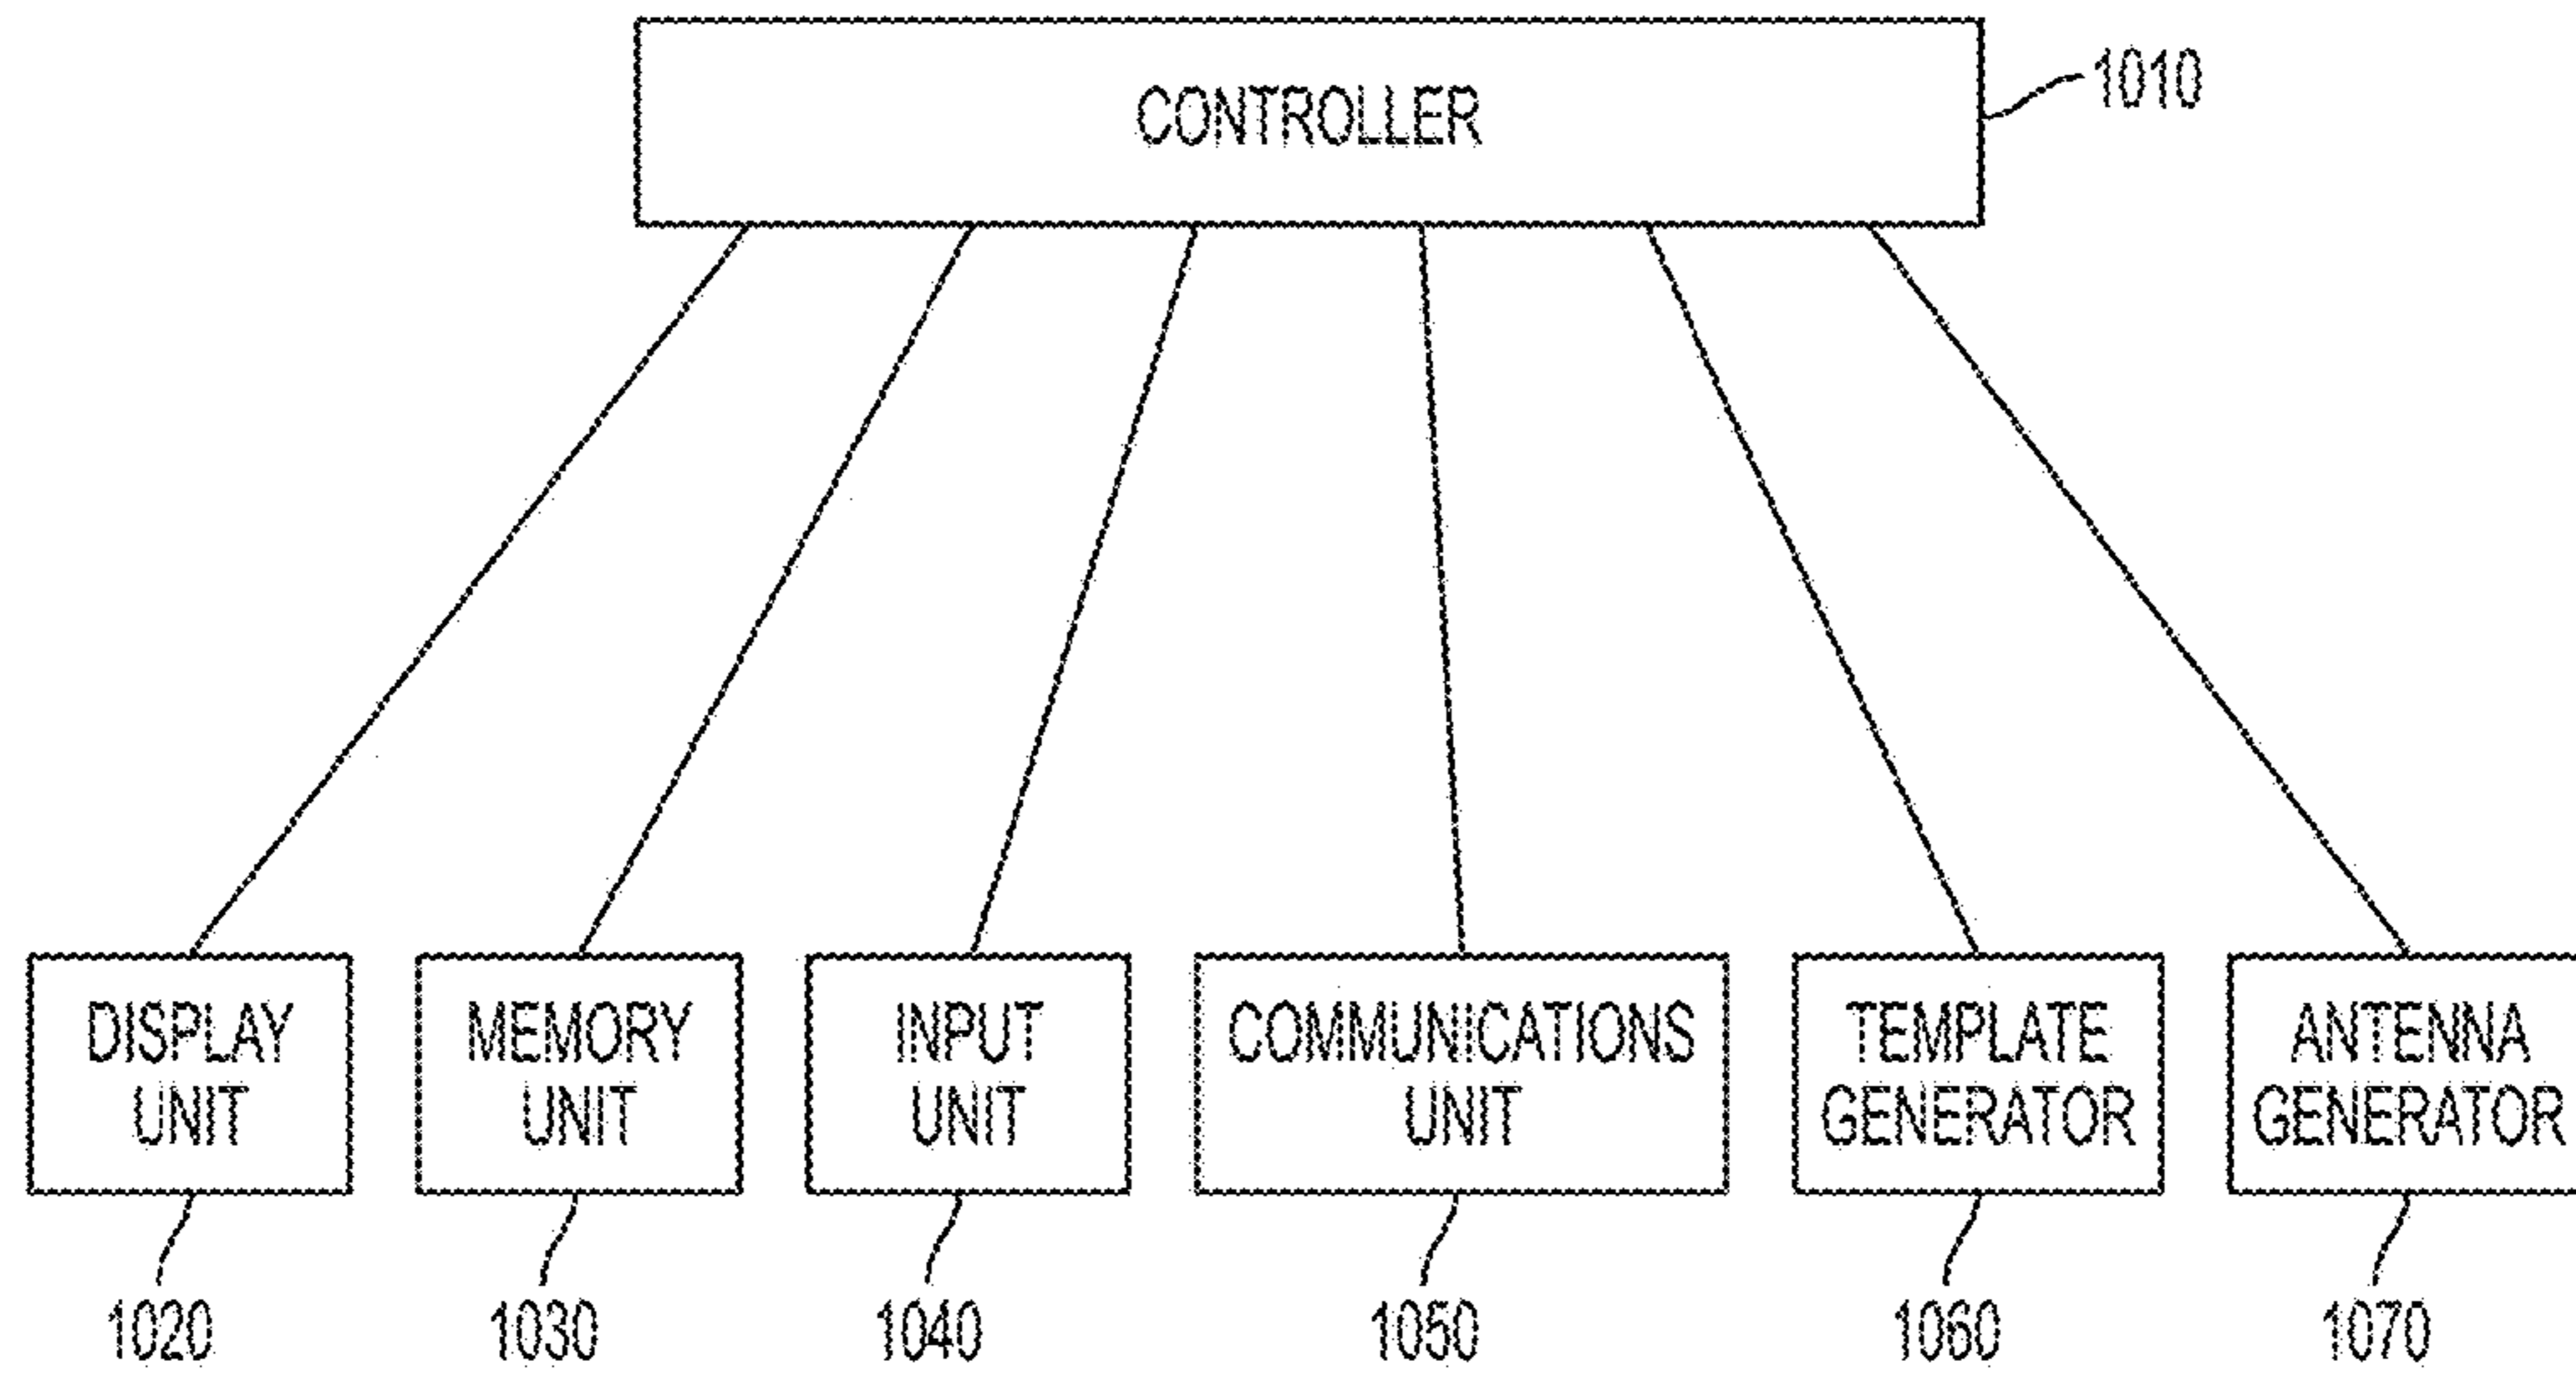 CONTROLLER
1010
DISPLAY
UNIT
MEMORY
UNIT
INPUT
UNIT
COMMUNICATIONS
UNIT
TEMPLATE
GENERATOR
ANTENNA
GENERATOR
1020
1030
1040
1050
1060
1070